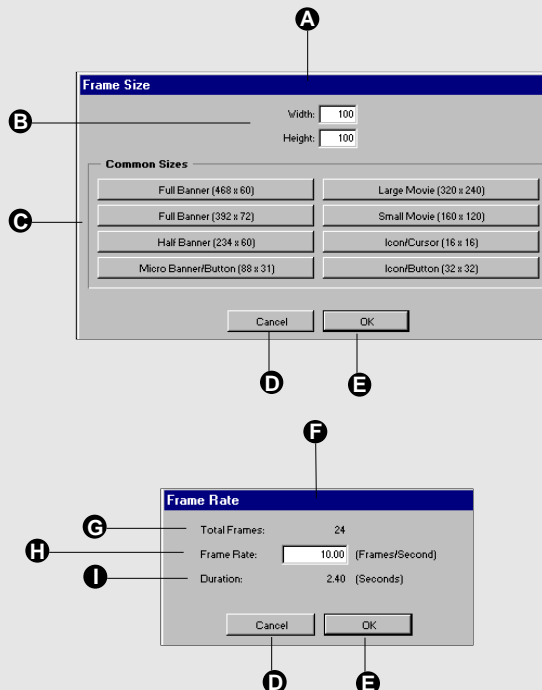 A
Frame Size
B
Width: 100
Height: 100
Common Sizes
Full Banner (468 x 60) Large Movie (320 x 240)
C
Full Banner (392 x 72) Small Movie (160 x 120)
Half Banner (234 x 60) Icon/Cursor (16 x 16)
Micro Banner/Button (88 x 31) Icon/Button (32 x 32)
Cancel OK
D E
F
Frame Rate
G Total Frames: 24
H Frame Rate: 10.00 (Frames/Second)
I Duration: 2.40 (Seconds)
Cancel OK
D E